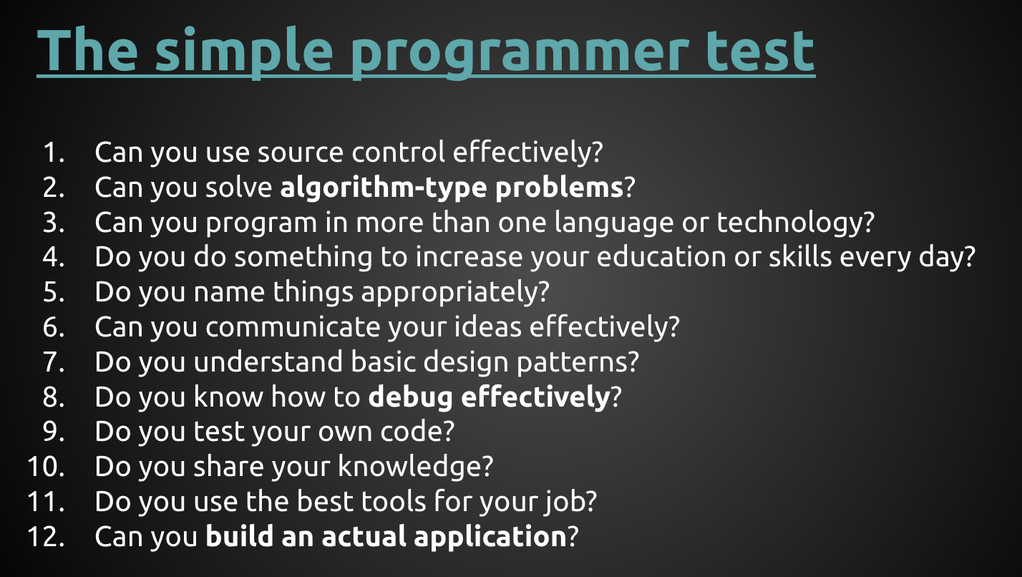 The simple programmer test
1. Can you use source control effectively?
2. Can you solve algorithm-type problems?
3. Can you program in more than one language or technology?
4. Do you do something to increase your education or skills every day?
5. Do you name things appropriately?
6. Can you communicate your ideas effectively?
7. Do you understand basic design patterns?
8. Do you know how to debug effectively?
9. Do you test your own code?
10. Do you share your knowledge?
11. Do you use the best tools for your job?
12. Can you build an actual application?